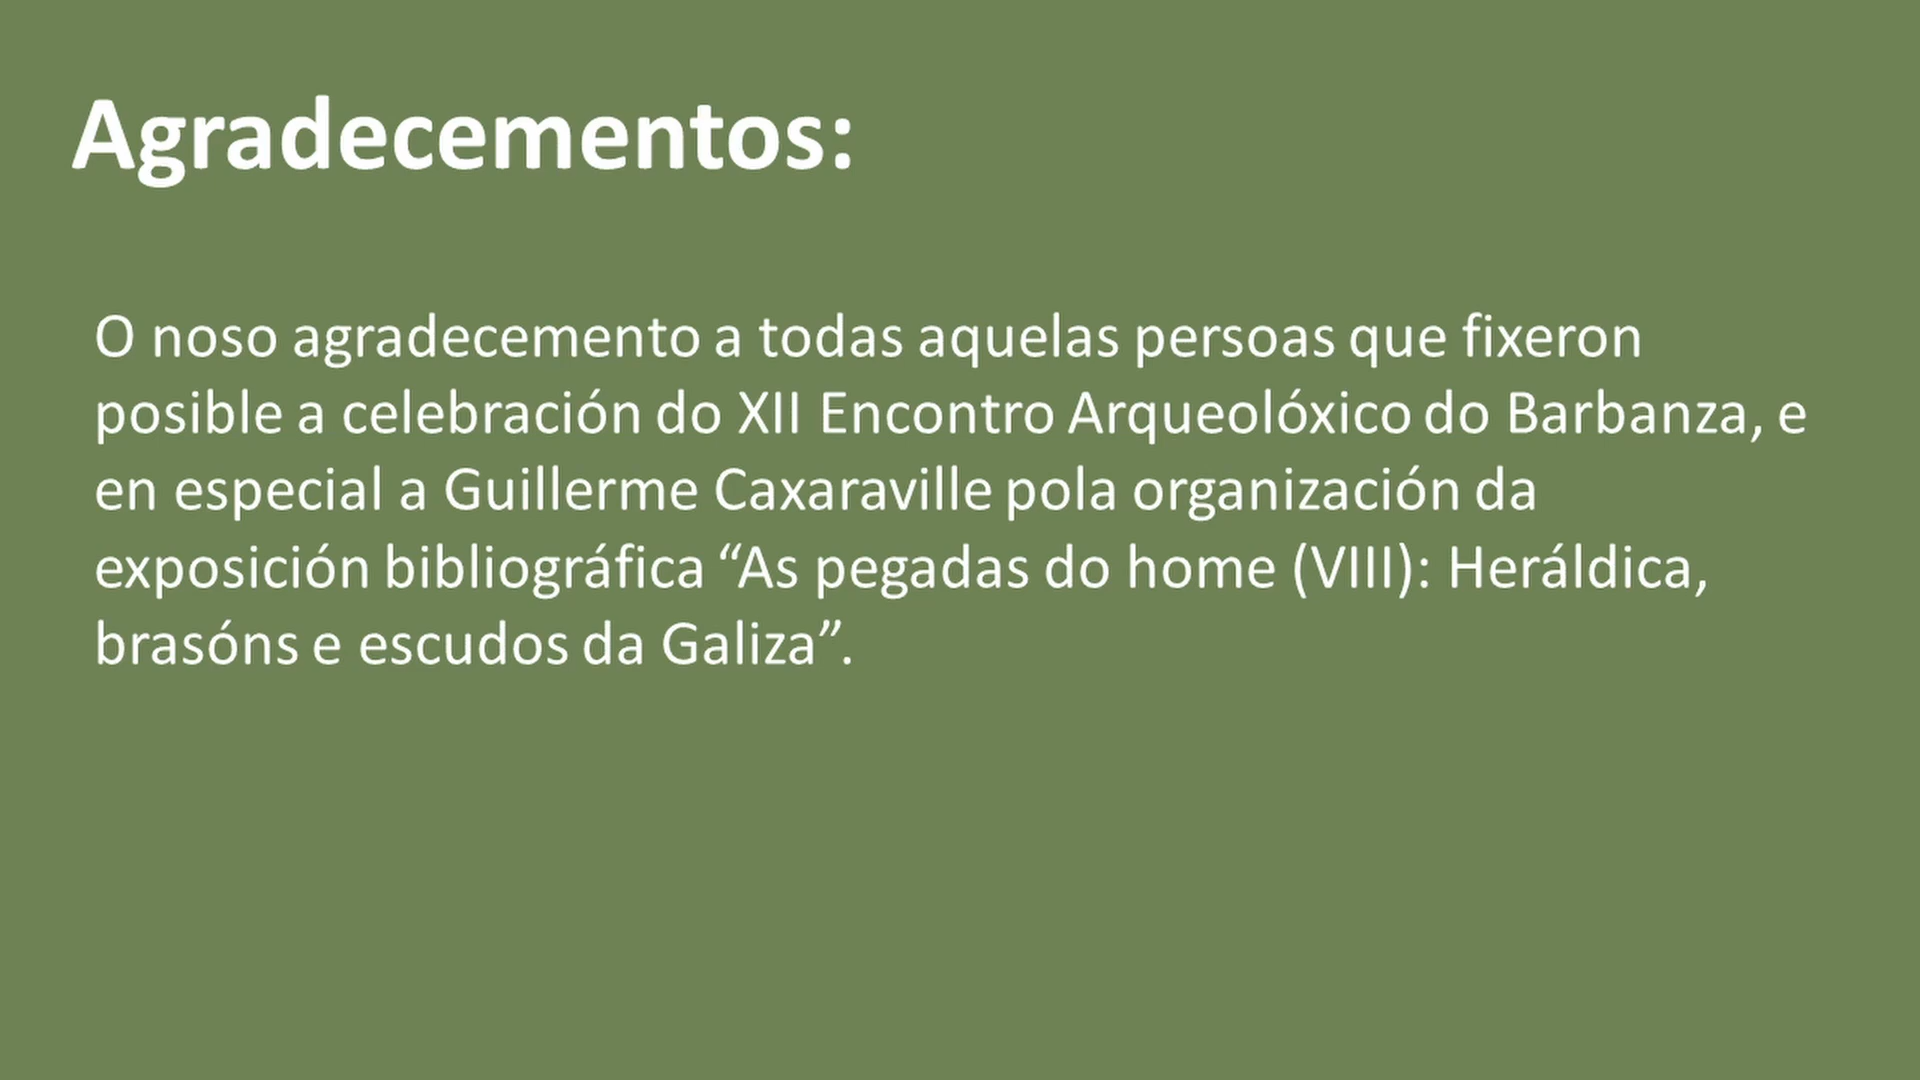 Agradecementos:
O noso agradecemento a todas aquelas persoas que fixeron
posible a celebración do XII Encontro Arqueolóxico do Barbanza, e
en especial a Guillerme Caxaraville pola organización da
exposición bibliográfica “As pegadas do home (VIII): Heráldica,
brasóns e escudos da Galiza”.